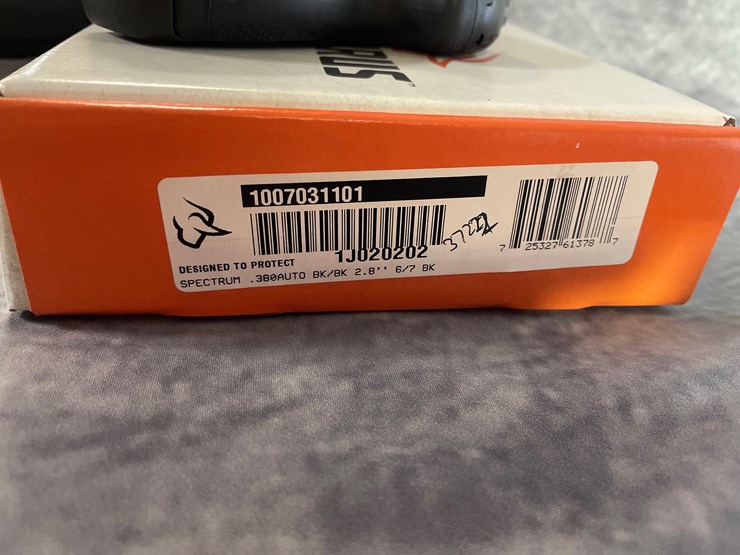 1007031101
1J020202
DESIGNED TO PROTECT
SPECTRUM .380AUTO BK/BK 2.8'' 6/7 BK
7 25327 61378 7